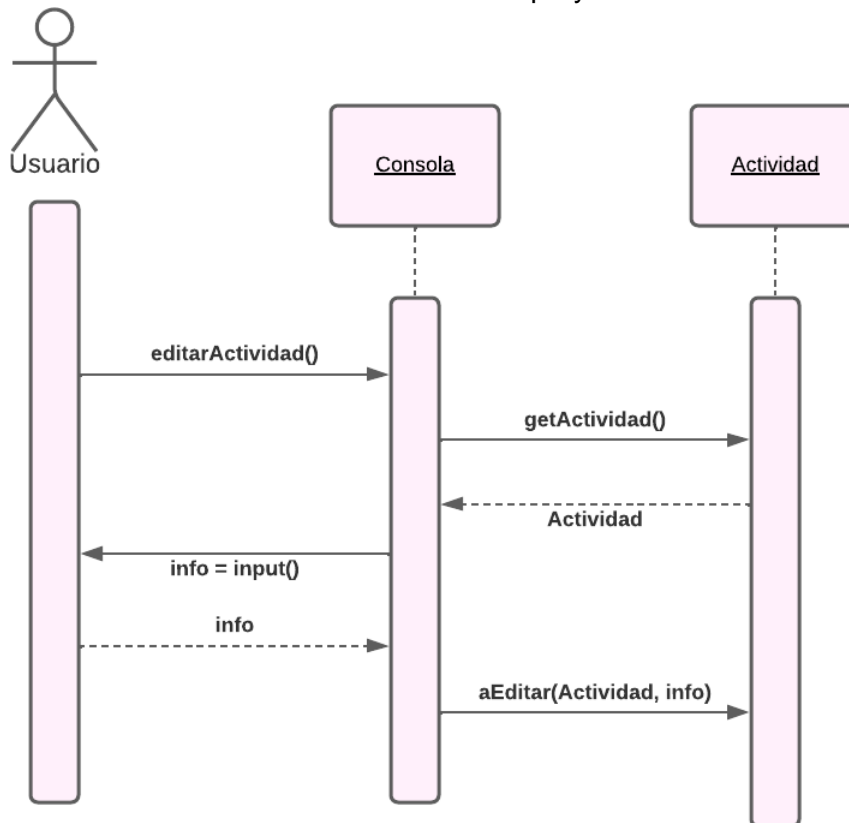 Usuario
Consola
Actividad
editarActividad()
getActividad()
Actividad
info = input()
info
aEditar(Actividad, info)